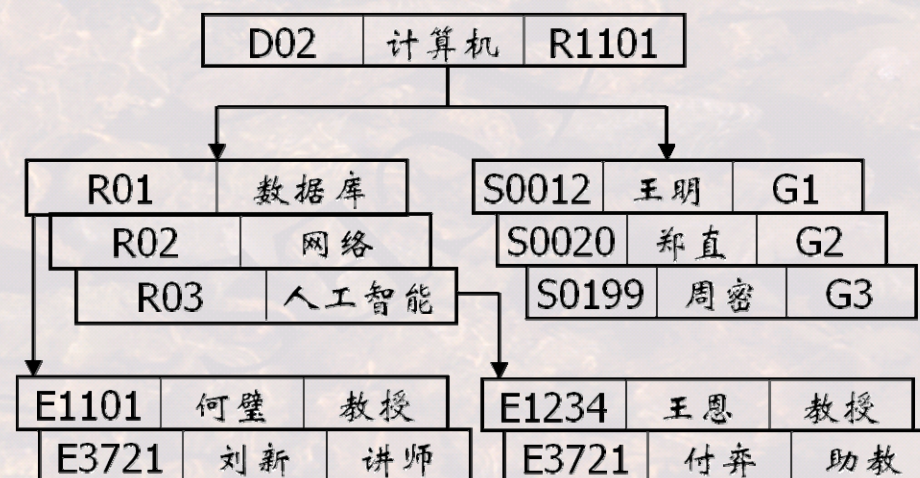 D02 计算机 R1101
R01 数据库
R02 网络
R03 人工智能
S0012 王明 G1
S0020 郑直 G2
S0199 周密 G3
E1101 何璧 教授
E3721 刘新 讲师
E1234 王恩 教授
E3721 付弈 助教